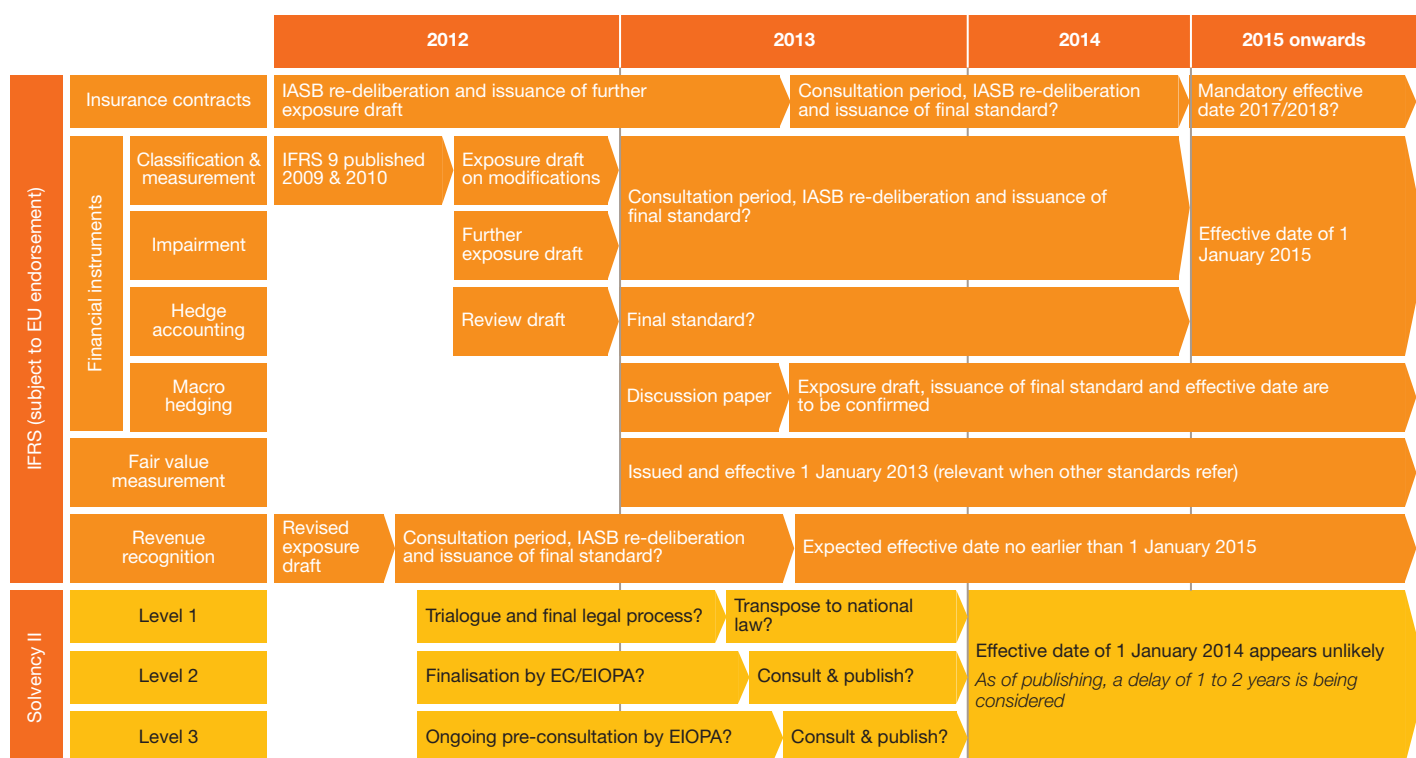 2012
2013
2014
2015 onwards
IFRS (subject to EU endorsement)
Insurance contracts
IASB re-deliberation and issuance of further
exposure draft
Consultation period, IASB re-deliberation
and issuance of final standard?
Mandatory effective
date 2017/2018?
Financial instruments
Classification &
measurement
IFRS 9 published
2009 & 2010
Exposure draft
on modifications
Consultation period, IASB re-deliberation and issuance of
final standard?
Effective date of 1
January 2015
Impairment
Further
exposure draft
Hedge
accounting
Review draft
Final standard?
Macro
hedging
Discussion paper
Exposure draft, issuance of final standard and effective date are
to be confirmed
Fair value
measurement
Issued and effective 1 January 2013 (relevant when other standards refer)
Revenue
recognition
Revised
exposure
draft
Consultation period, IASB re-deliberation
and issuance of final standard?
Expected effective date no earlier than 1 January 2015
Solvency II
Level 1
Trialogue and final legal process?
Transpose to national
law?
Effective date of 1 January 2014 appears unlikely
As of publishing, a delay of 1 to 2 years is being
considered
Level 2
Finalisation by EC/EIOPA?
Consult & publish?
Level 3
Ongoing pre-consultation by EIOPA?
Consult & publish?